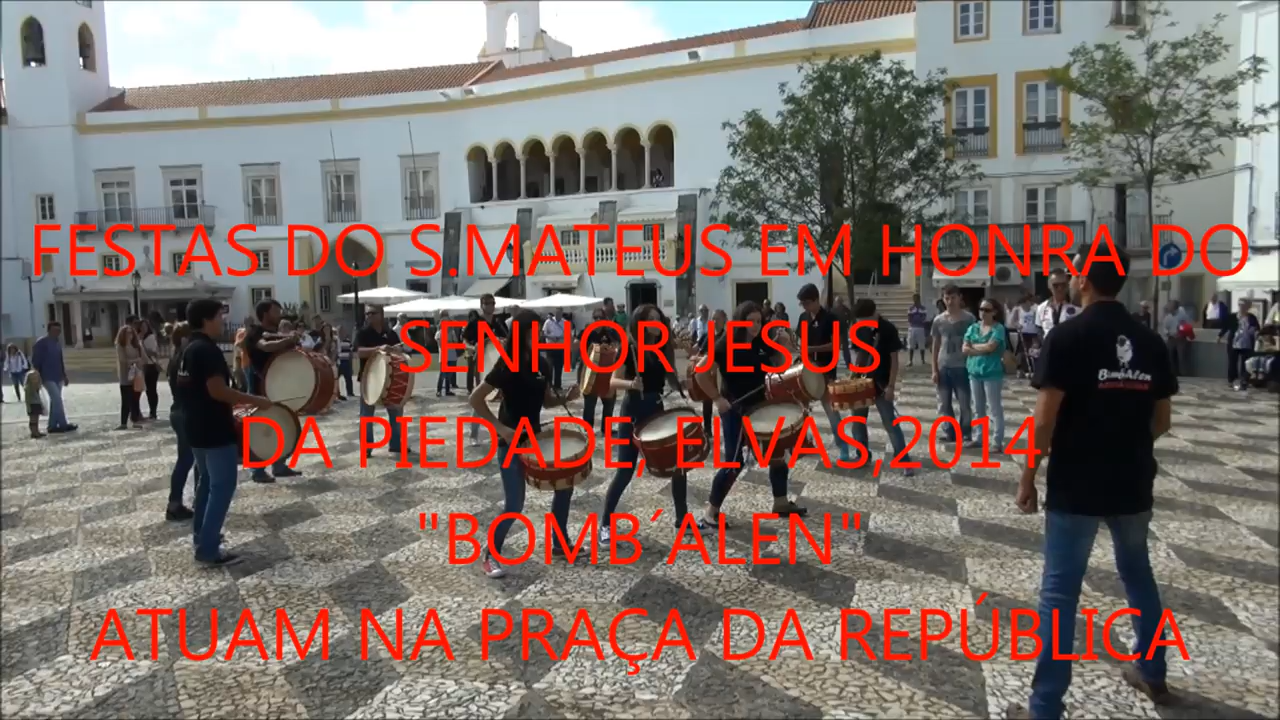 FESTAS DO S.MATEUS EM HONRA DO
SENHOR JESUS
DA PIEDADE, ELVAS,2014
"BOMB´ALEN"
ATUAM NA PRAÇA DA REPÚBLICA
BombAlen